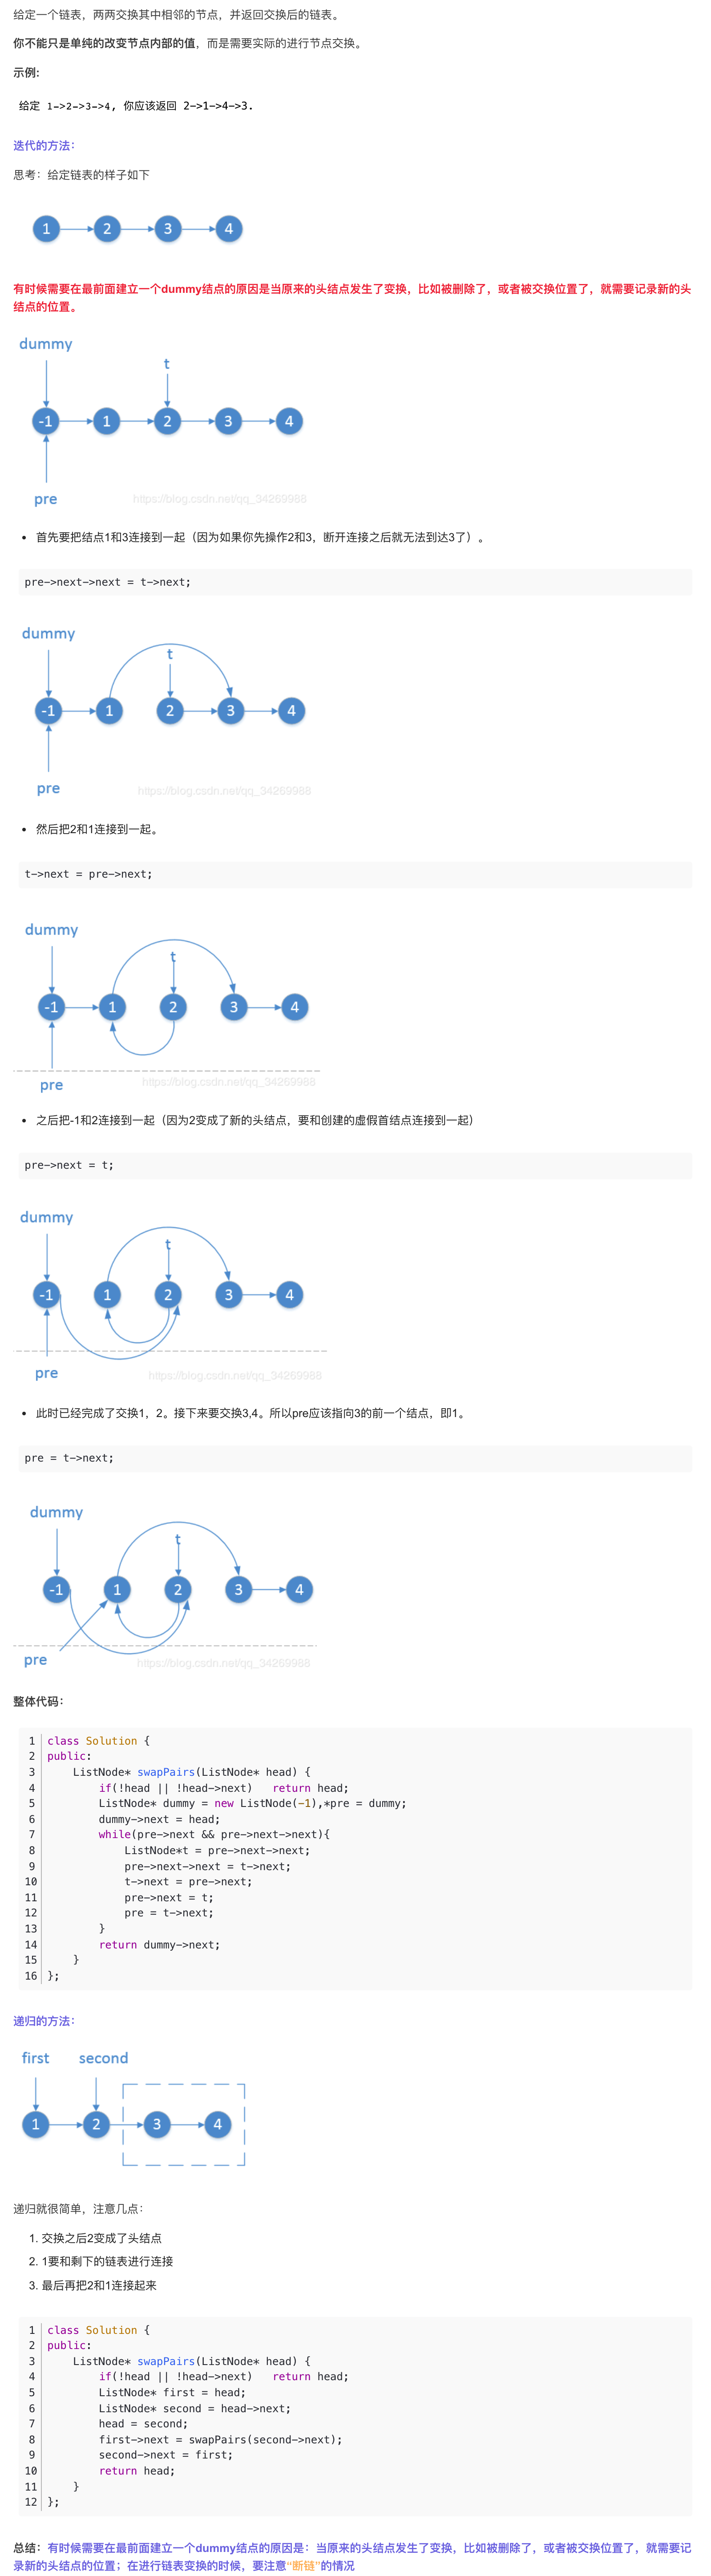 给定一个链表，两两交换其中相邻的节点，并返回交换后的链表。
你不能只是单纯的改变节点内部的值，而是需要实际的进行节点交换。
示例:
给定 1->2->3->4, 你应该返回 2->1->4->3.
迭代的方法：
思考：给定链表的样子如下
1 2 3 4
有时候需要在最前面建立一个dummy结点的原因是当原来的头结点发生了变换，比如被删除了，或者被交换位置了，就需要记录新的头
结点的位置。
dummy
t
-1 1 2 3 4
pre
https://blog.csdn.net/qq_34269988
• 首先要把结点1和3连接到一起（因为如果你先操作2和3，断开连接之后就无法到达3了）。
pre->next->next = t->next;
dummy
t
-1 1 2 3 4
pre
https://blog.csdn.net/qq_34269988
• 然后把2和1连接到一起。
t->next = pre->next;
dummy
t
-1 1 2 3 4
https://blog.csdn.net/qq_34269988
pre
• 之后把-1和2连接到一起（因为2变成了新的头结点，要和创建的虚假首结点连接到一起）
pre->next = t;
dummy
t
-1 1 2 3 4
pre
https://blog.csdn.net/qq_34269988
• 此时已经完成了交换1，2。接下来要交换3,4。所以pre应该指向3的前一个结点，即1。
pre = t->next;
dummy
t
-1 1 2 3 4
pre
https://blog.csdn.net/qq_34269988
整体代码：
1 class Solution {
2 public:
3     ListNode* swapPairs(ListNode* head) {
4         if(!head || !head->next)   return head;
5         ListNode* dummy = new ListNode(-1),*pre = dummy;
6         dummy->next = head;
7         while(pre->next && pre->next->next){
8             ListNode*t = pre->next->next;
9             pre->next->next = t->next;
10             t->next = pre->next;
11             pre->next = t;
12             pre = t->next;
13         }
14         return dummy->next;
15     }
16 };
递归的方法：
first second
1 2 3 4
递归就很简单，注意几点：
1. 交换之后2变成了头结点
2. 1要和剩下的链表进行连接
3. 最后再把2和1连接起来
1 class Solution {
2 public:
3     ListNode* swapPairs(ListNode* head) {
4         if(!head || !head->next)   return head;
5         ListNode* first = head;
6         ListNode* second = head->next;
7         head = second;
8         first->next = swapPairs(second->next);
9         second->next = first;
10         return head;
11     }
12 };
总结：有时候需要在最前面建立一个dummy结点的原因是：当原来的头结点发生了变换，比如被删除了，或者被交换位置了，就需要记
录新的头结点的位置；在进行链表变换的时候，要注意“断链”的情况